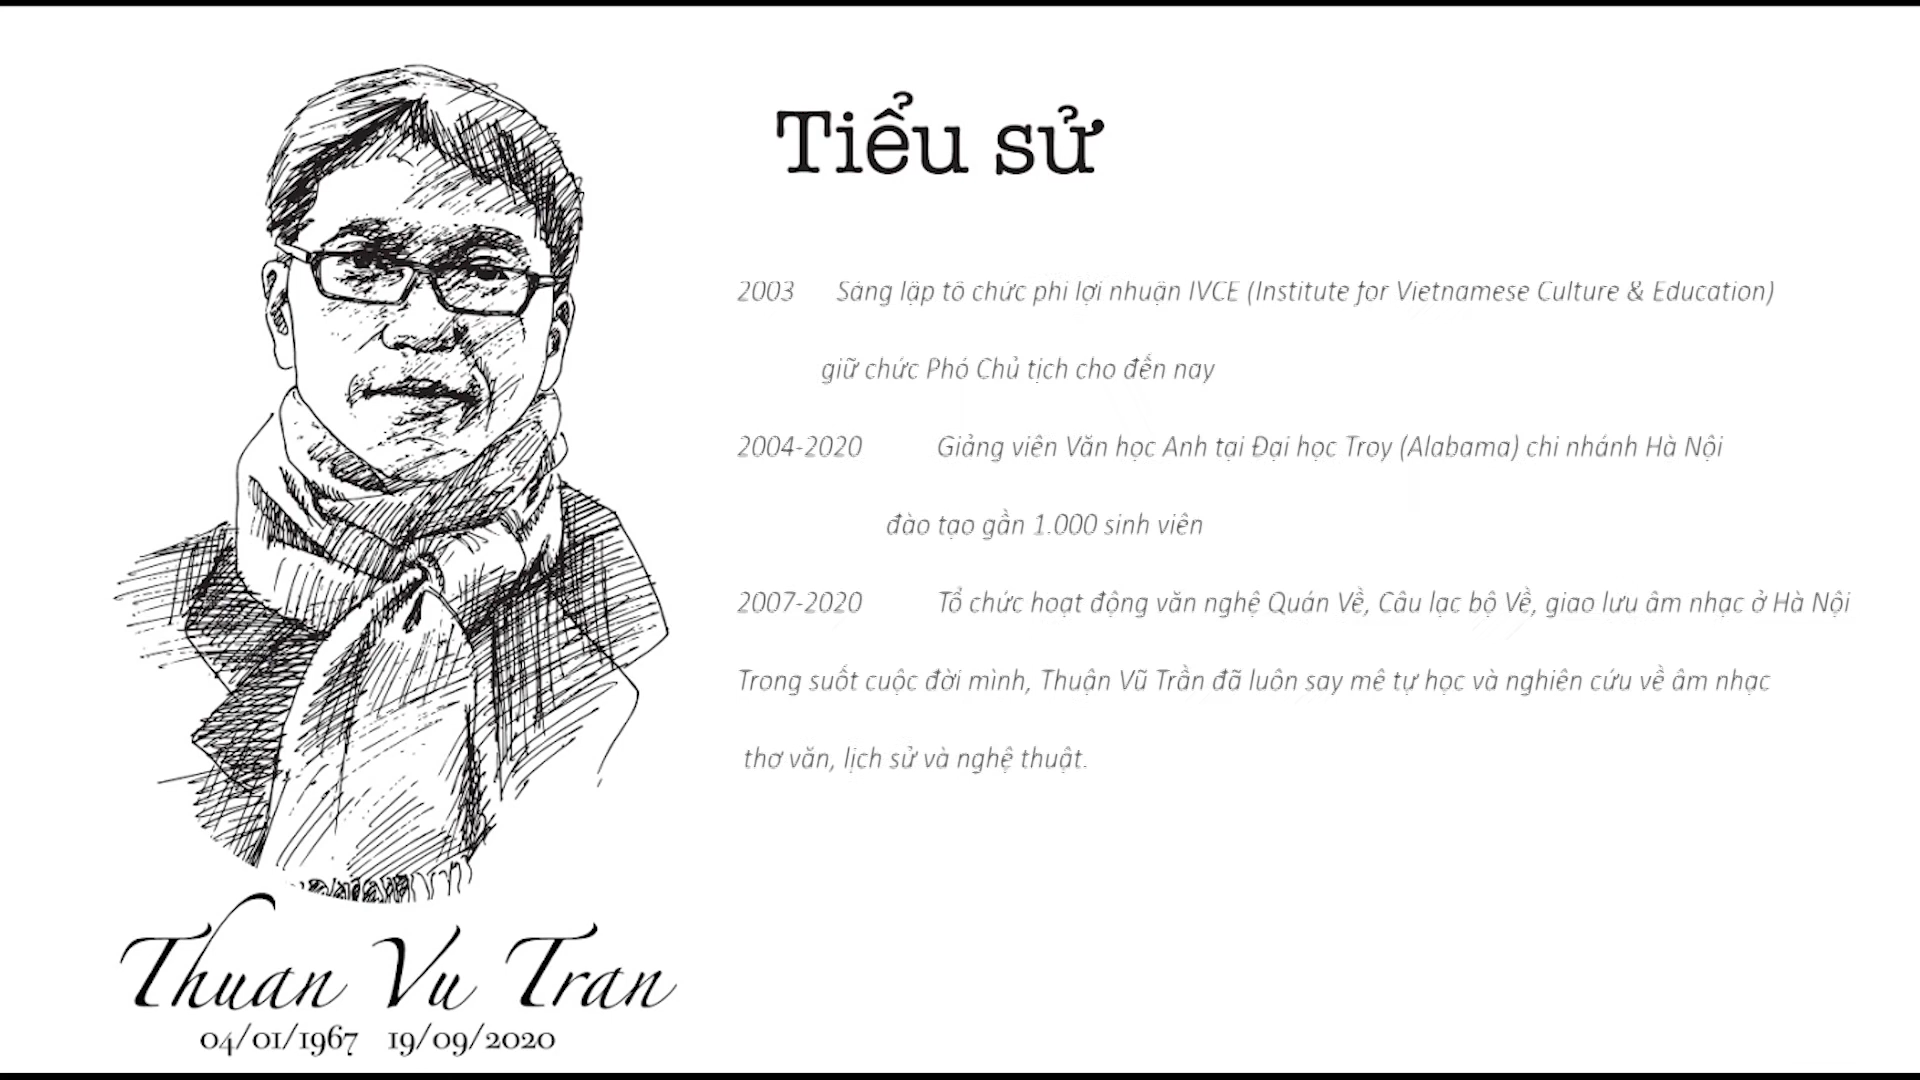 Tiểu sử
2003 Sáng lập tổ chức phi lợi nhuận IVCE (Institute for Vietnamese Culture & Education)
giữ chức Phó Chủ tịch cho đến nay
2004-2020 Giảng viên Văn học Anh tại Đại học Troy (Alabama) chi nhánh Hà Nội
đào tạo gần 1.000 sinh viên
2007-2020 Tổ chức hoạt động văn nghệ Quán Về, Câu lạc bộ Về, giao lưu âm nhạc ở Hà Nội
Trong suốt cuộc đời mình, Thuận Vũ Trần đã luôn say mê tự học và nghiên cứu về âm nhạc
thơ văn, lịch sử và nghệ thuật.
Thuan Vu Tran
04/01/1967 19/09/2020